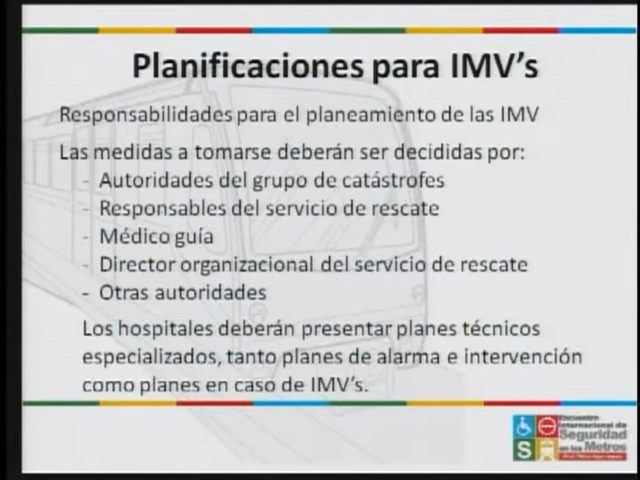 Planificaciones para IMV's
Responsabilidades para el planeamiento de las IMV
Las medidas a tomarse deberán ser decididas por:
- Autoridades del grupo de catástrofes
- Responsables del servicio de rescate
- Médico guía
- Director organizacional del servicio de rescate
- Otras autoridades
Los hospitales deberán presentar planes técnicos
especializados, tanto planes de alarma e intervención
como planes en caso de IMV's.
Encuentro
Internacional de
Seguridad
en los Metros
S